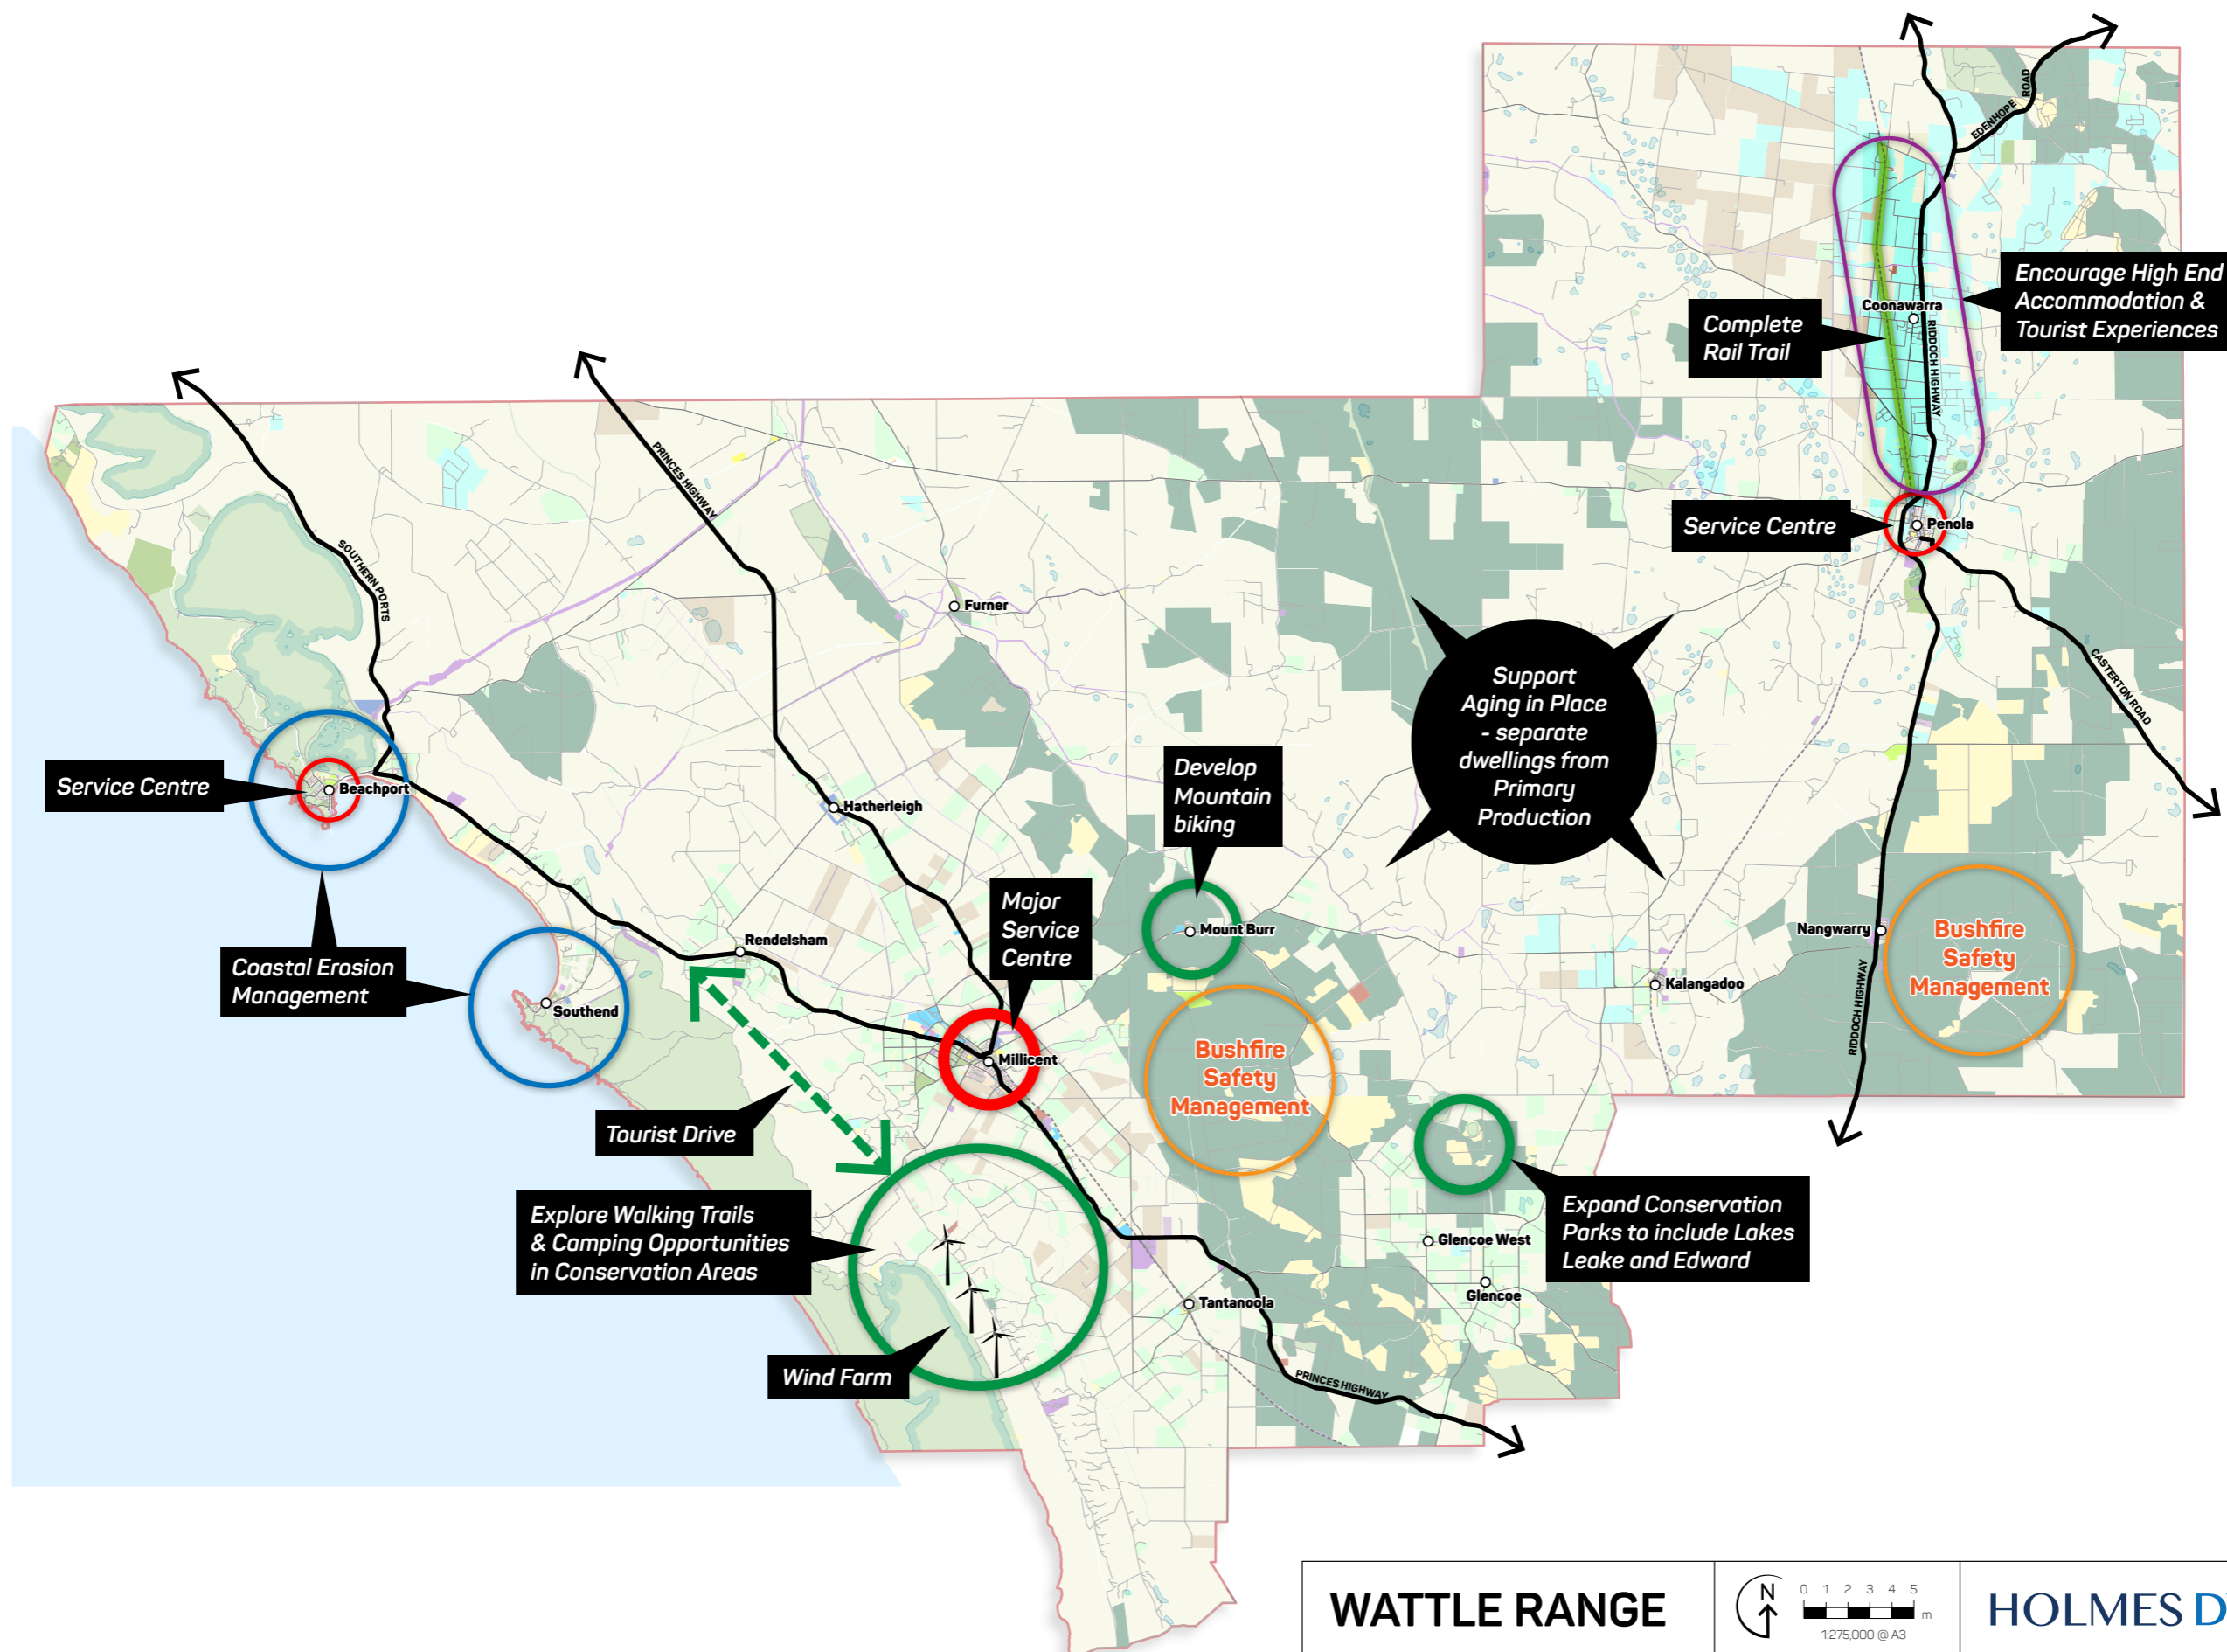 EDENHOPE ROAD
Encourage High End
Accommodation &
Tourist Experiences
Complete
Rail Trail
Coonawarra
RIDDOCH HIGHWAY
PRINCES HIGHWAY
SOUTHERN PORTS
Service Centre
Penola
Furner
CASTERTON ROAD
Support
Aging in Place
- separate
dwellings from
Primary
Production
Service Centre
Beachport
Hatherleigh
Develop
Mountain
biking
Major
Service
Centre
Mount Burr
Nangwarry
Bushfire
Safety
Management
Rendelsham
Coastal Erosion
Management
Southend
Kalangadoo
RIDDOCH HIGHWAY
Millicent
Bushfire
Safety
Management
Tourist Drive
Explore Walking Trails
& Camping Opportunities
in Conservation Areas
Expand Conservation
Parks to include Lakes
Leake and Edward
Glencoe West
Glencoe
Tantanoola
Wind Farm
PRINCES HIGHWAY
WATTLE RANGE
N
0 1 2 3 4 5
m
1:275,000 @ A3
HOLMES D